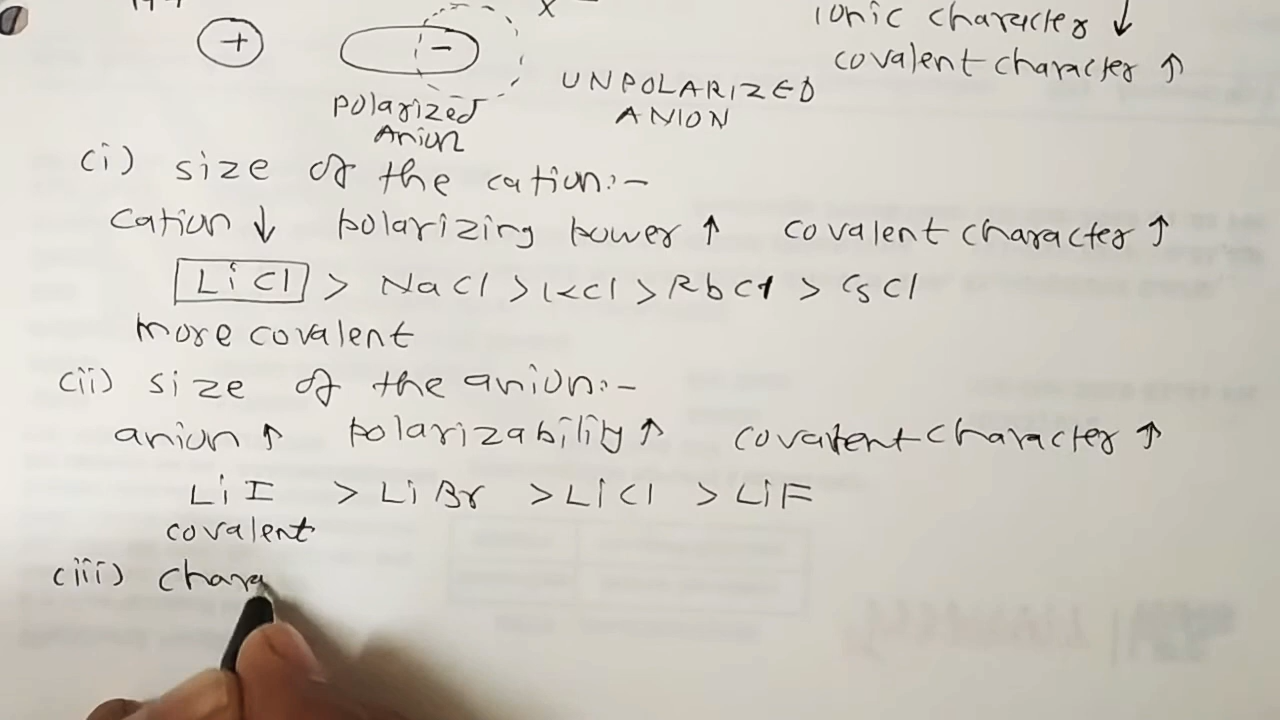 ionic character ↓
covalent character ↑
+
-
x
UNPOLARIZED
ANION
Polarized
Anion
(i) size of the cation:-
Cation ↓ polarizing power ↑ covalent character ↑
LiCl > NaCl > KCl > RbCl > CsCl
more covalent
(ii) size of the anion:-
anion ↑ polarizability ↑ covalent character ↑
LiI > LiBr > LiCl > LiF
covalent
(iii) charg